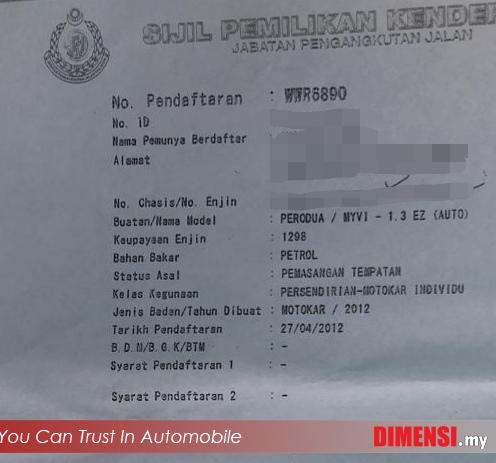 SIJIL PEMILIKAN KENDE
JABATAN PENGANGKUTAN JALAN
No. Pendaftaran : WWR6890
No. ID
Nama Pemunya Berdaftar
Alamat
No. Chasis/No. Enjin
Buatan/Nama Model : PERODUA / MYVI - 1.3 EZ (AUTO)
Keupayaan Enjin : 1298
Bahan Bakar : PETROL
Status Asal : PEMASANGAN TEMPATAN
Kelas Kegunaan : PERSENDIRIAN-MOTOKAR INDIVIDU
Jenis Badan/Tahun Dibuat : MOTOKAR / 2012
Tarikh Pendaftaran : 27/04/2012
B.D.M/B.G.K/BTM : -
Syarat Pendaftaran 1 : -
Syarat Pendaftaran 2 : -
You Can Trust In Automobile
DIMENSI.my